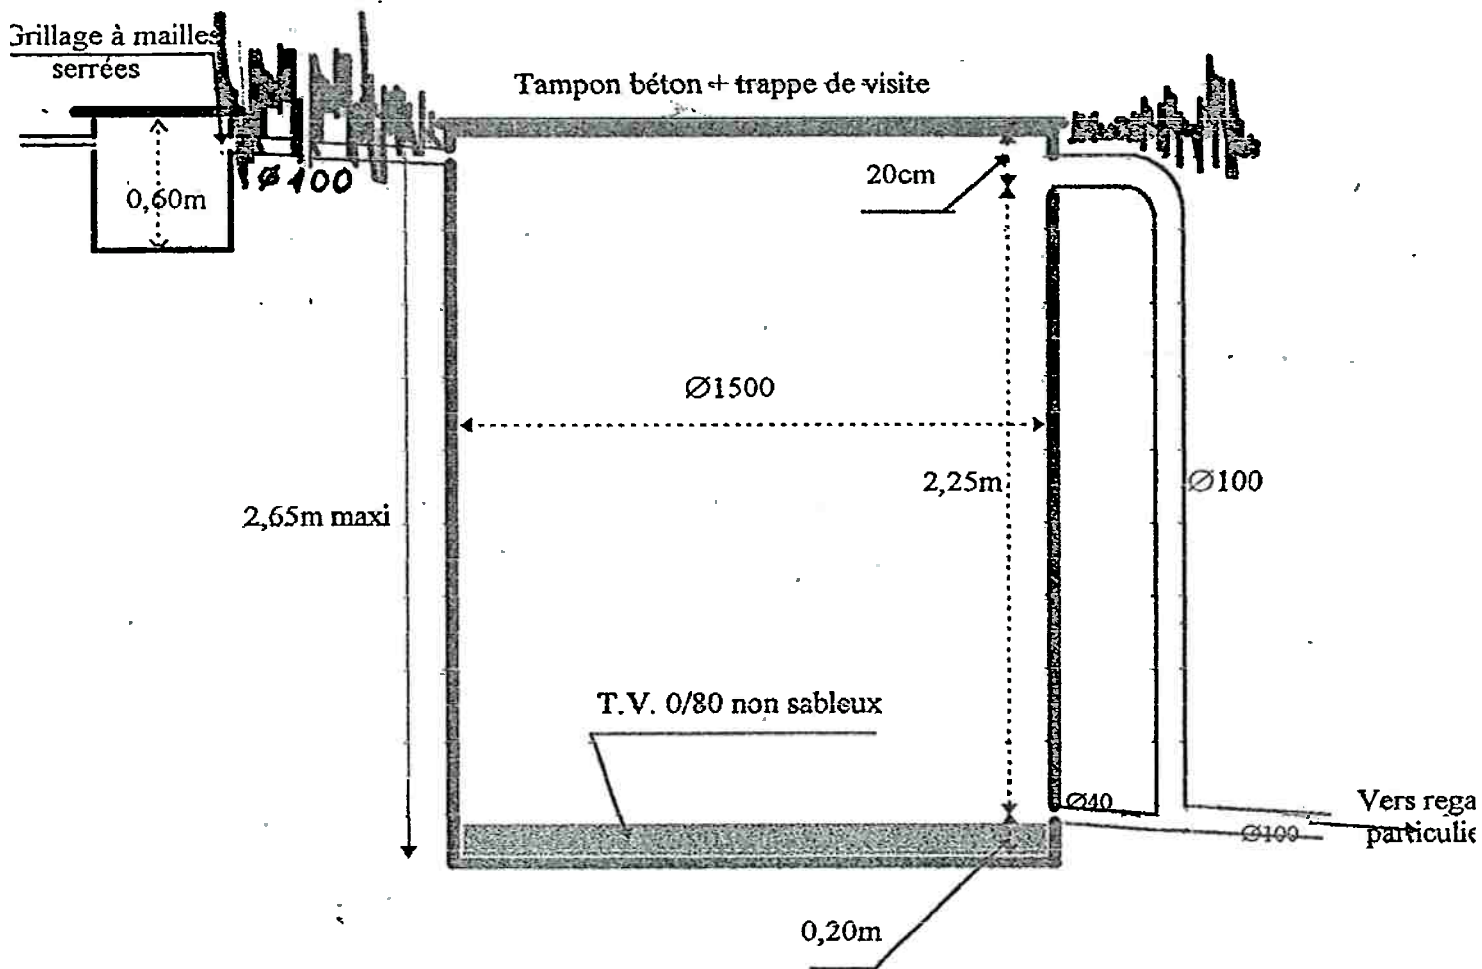 Grillage à mailles
serrées
Tampon béton + trappe de visite
ø 100
0,60m
20cm
Ø1500
2,25m
Ø100
2,65m maxi
T.V. 0/80 non sableux
Ø40
Vers rega
Ø100
particulie
0,20m